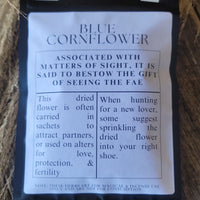 BLUE
CORNFLOWER
ASSOCIATED WITH
MATTERS OF SIGHT, IT IS
SAID TO BESTOW THE GIFT
OF SEEING THE FAE
This dried
flower is often
carried in
sachets to
attract partners,
or used on alters
for love,
protection, &
fertility
When hunting
for a new lover,
some suggest
sprinkling the
dried flower
into your right
shoe.